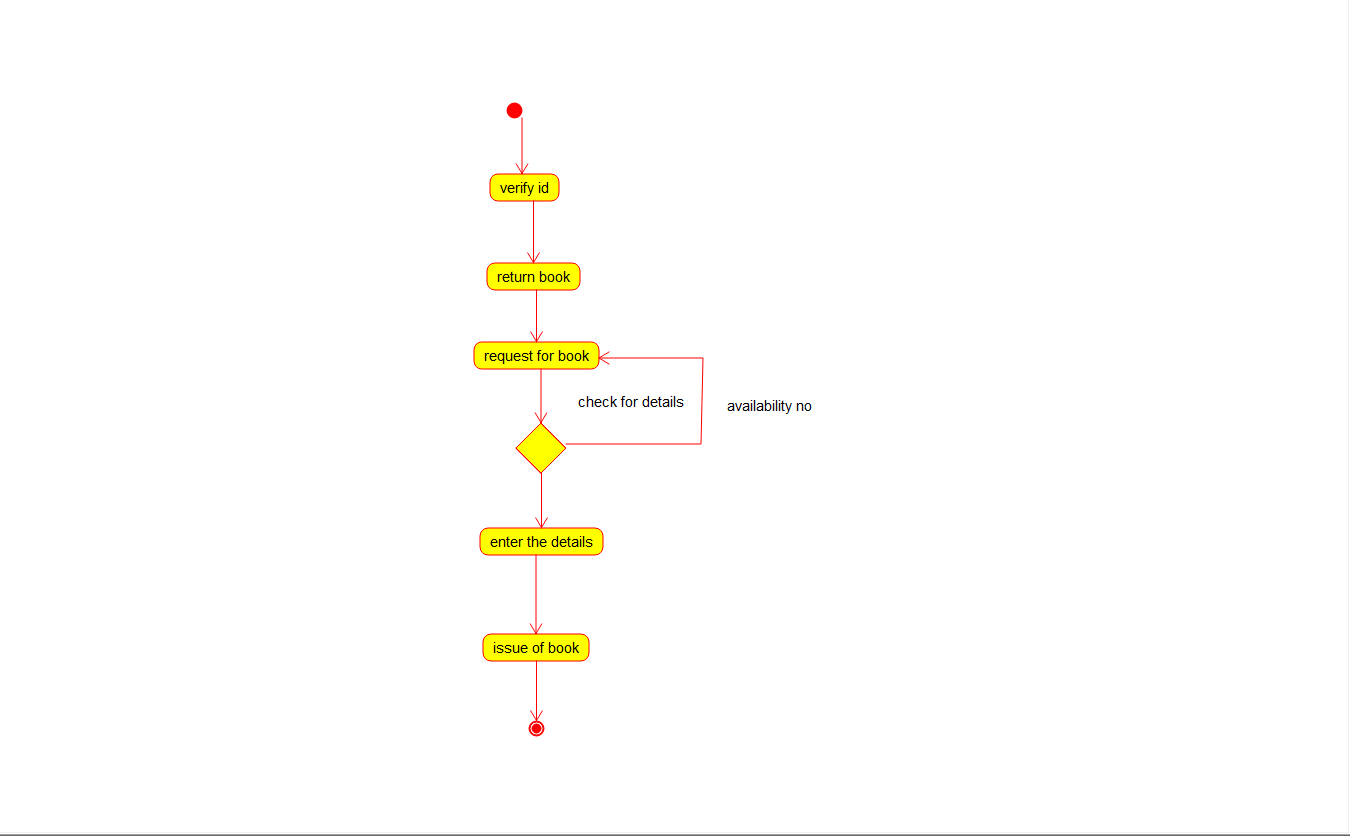 verify id
return book
request for book
check for details
availability no
enter the details
issue of book